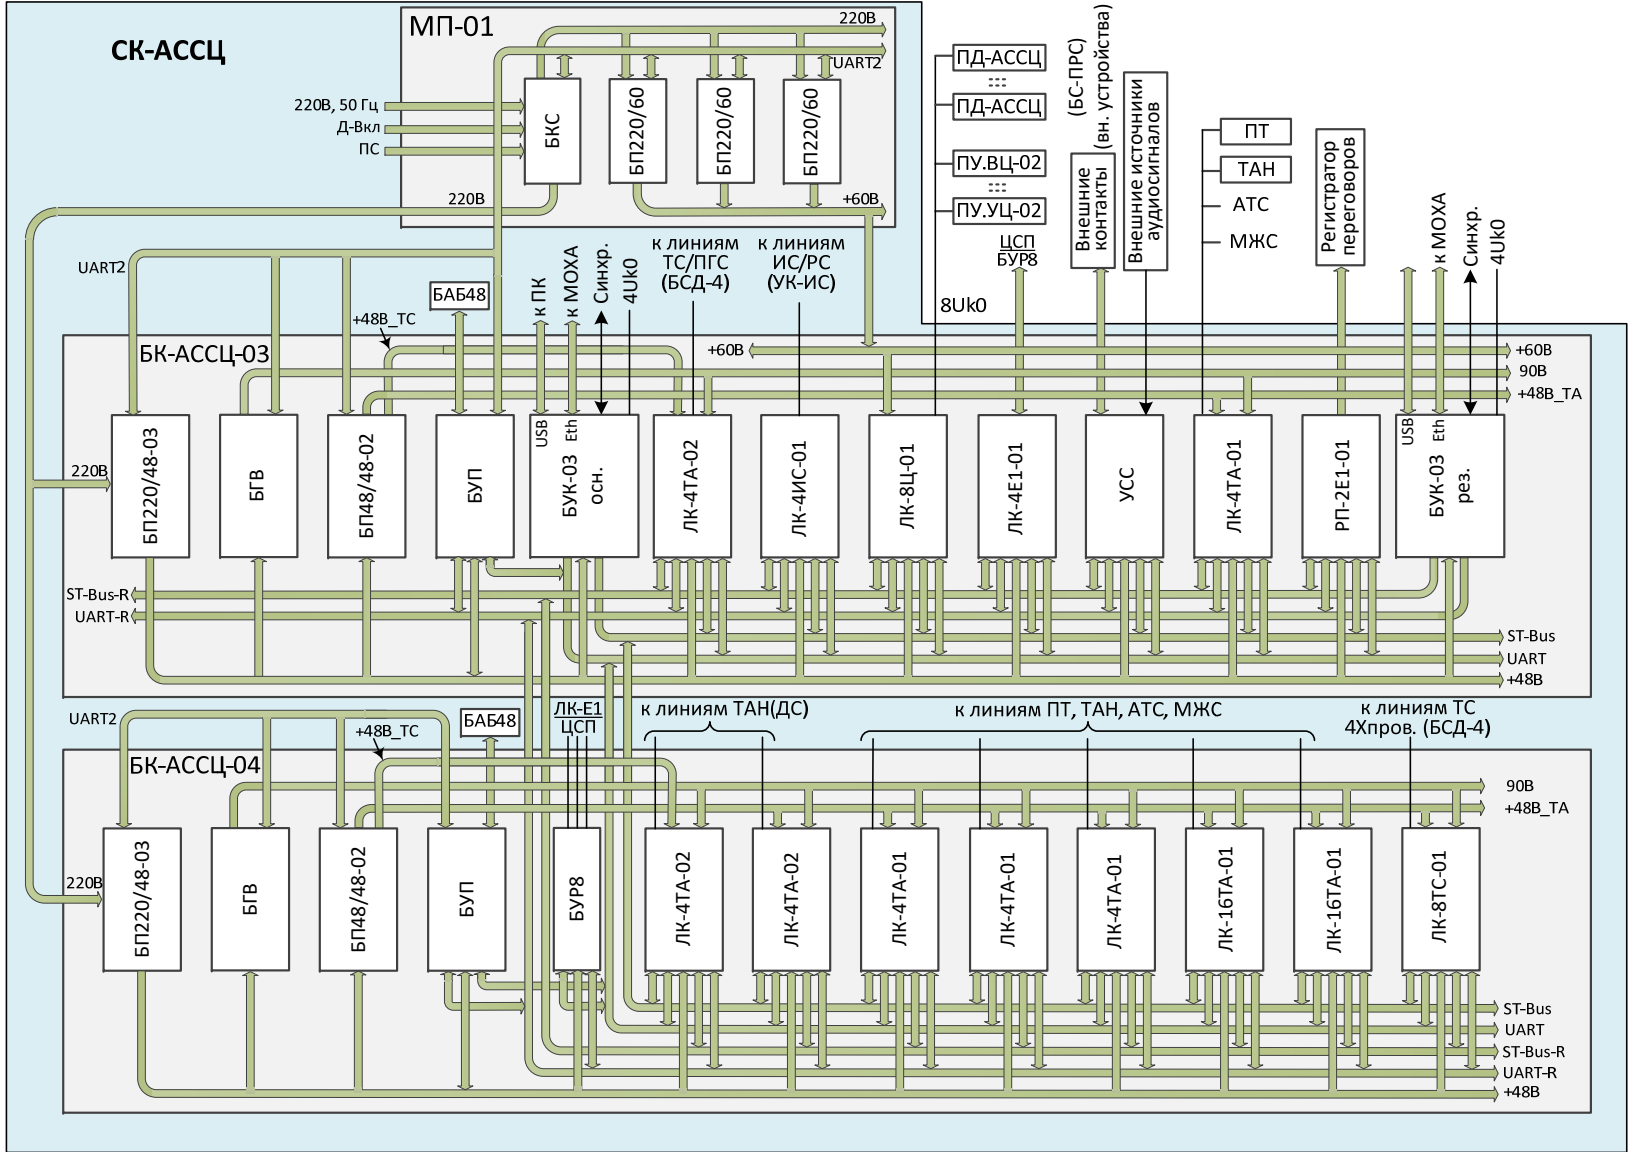 СК-АССЦ
МП-01
220В
UART2
220В, 50 Гц
Д-Вкл
ПС
БКС
БП220/60
БП220/60
БП220/60
220В
+60В
ПД-АССЦ
ПД-АССЦ
ПУ.ВЦ-02
ПУ.УЦ-02
8Uk0
ЦСП
БУР8
(БС-ПРС)
(вн. устройства)
Внешние
контакты
Внешние источники
аудиосигналов
ПТ
ТАН
АТС
МЖС
Регистратор
переговоров
к МОХА
Синхр.
4Uk0
UART2
БАБ48
+48В_ТС
к ПК
к МОХА
Синхр.
4Uk0
к линиям
ТС/ПГС
(БСД-4)
к линиям
ИС/РС
(УК-ИС)
БК-АССЦ-03
+60В
+60В
90В
+48В_ТА
220В
БП220/48-03
БГВ
БП48/48-02
БУП
USB
Eth
БУК-03
осн.
ЛК-4ТА-02
ЛК-4ИС-01
ЛК-8Ц-01
ЛК-4Е1-01
УСС
ЛК-4ТА-01
РП-2Е1-01
USB
Eth
БУК-03
рез.
ST-Bus-R
UART-R
ST-Bus
UART
+48В
UART2
+48В_ТС
БАБ48
ЛК-Е1
ЦСП
к линиям ТАН(ДС)
к линиям ПТ, ТАН, АТС, МЖС
к линиям ТС
4Хпров. (БСД-4)
БК-АССЦ-04
90В
+48В_ТА
220В
БП220/48-03
БГВ
БП48/48-02
БУП
БУР8
ЛК-4ТА-02
ЛК-4ТА-02
ЛК-4ТА-01
ЛК-4ТА-01
ЛК-4ТА-01
ЛК-16ТА-01
ЛК-16ТА-01
ЛК-8ТС-01
ST-Bus
UART
ST-Bus-R
UART-R
+48В